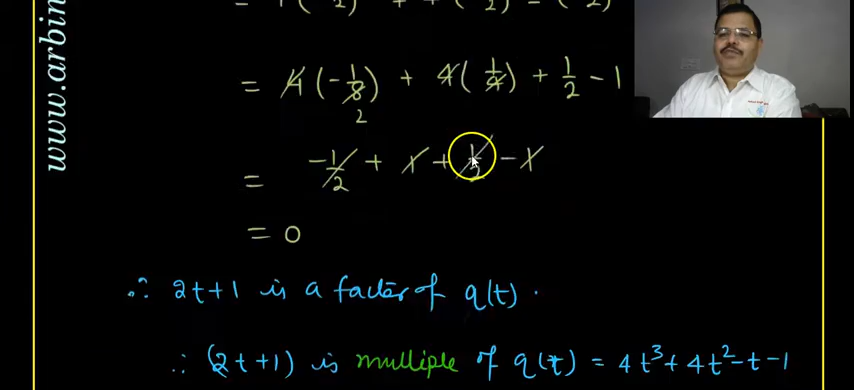 = 4(-1/8) + 4(1/4) + 1/2 - 1
2
= -1/2 + 1 + 1/2 - 1
= 0
∴ 2t+1 is a factor of q(t).
∴ (2t+1) is multiple of q(t) = 4t³+4t²-t-1
www.arbin